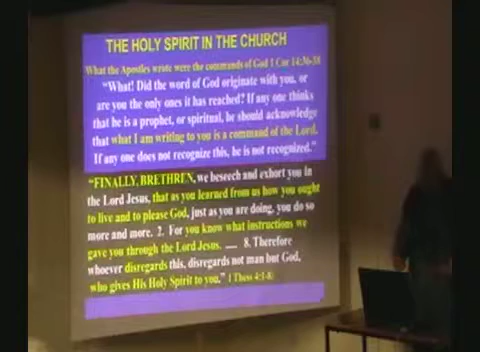 THE HOLY SPIRIT IN THE CHURCH
What the Apostles wrote were the commands of God 1 Cor 14:36-38
"What! Did the word of God originate with you, or
are you the only ones it has reached? If any one thinks
that he is a prophet, or spiritual, he should acknowledge
that what I am writing to you is a command of the Lord.
If any one does not recognize this, he is not recognized."
"FINALLY, BRETHREN, we beseech and exhort you in
the Lord Jesus, that as you learned from us how you ought
to live and to please God, just as you are doing, you do so
more and more. 2. For you know what instructions we
gave you through the Lord Jesus. __ 8. Therefore
whoever disregards this, disregards not man but God,
who gives His Holy Spirit to you." 1 Thess 4:1-8